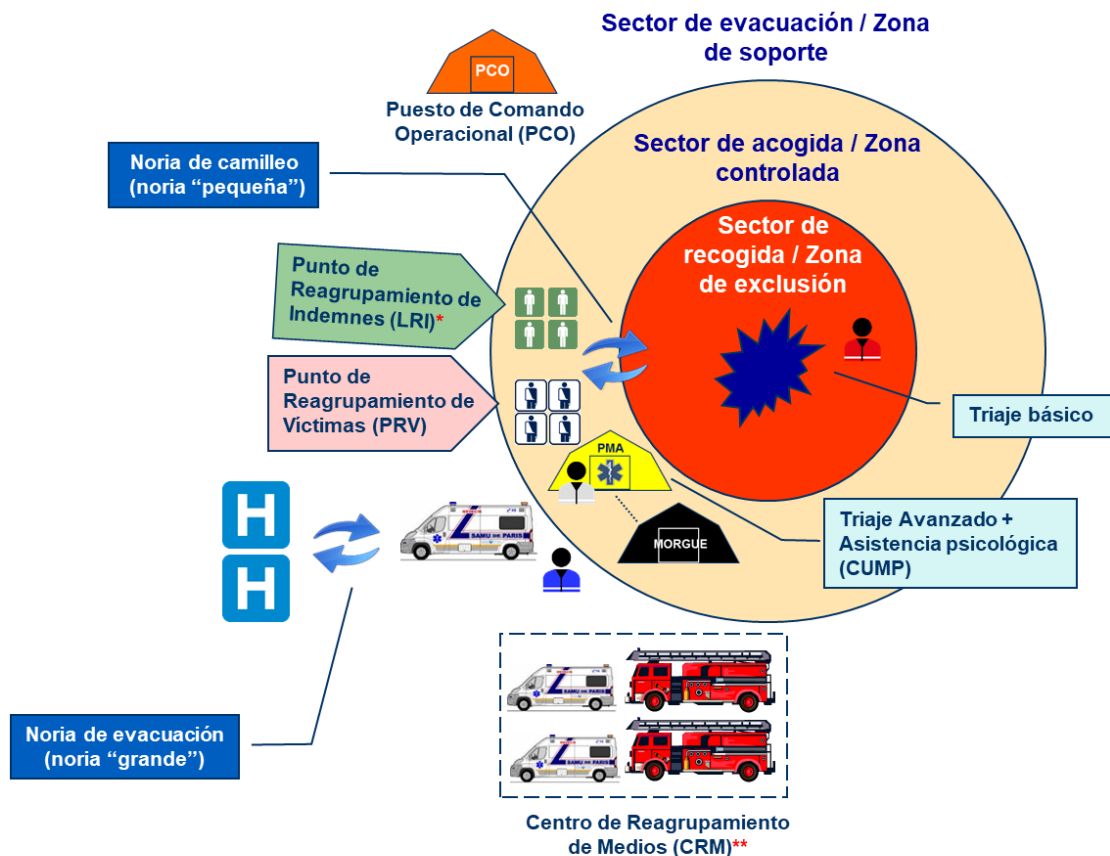 Sector de evacuación / Zona
de soporte
PCO
Puesto de Comando
Operacional (PCO)
Sector de acogida / Zona
controlada
Noria de camilleo
(noria “pequeña”)
Sector de
recogida / Zona
de exclusión
Punto de
Reagrupamiento de
Indemnes (LRI)*
Punto de
Reagrupamiento de
Víctimas (PRV)
Triaje básico
PMA
SAMU DE PARIS
MORGUE
Triaje Avanzado +
Asistencia psicológica
(CUMP)
H
H
Noria de evacuación
(noria “grande”)
SAMU DE PARIS
SAMU DE PARIS
Centro de Reagrupamiento
de Medios (CRM)**